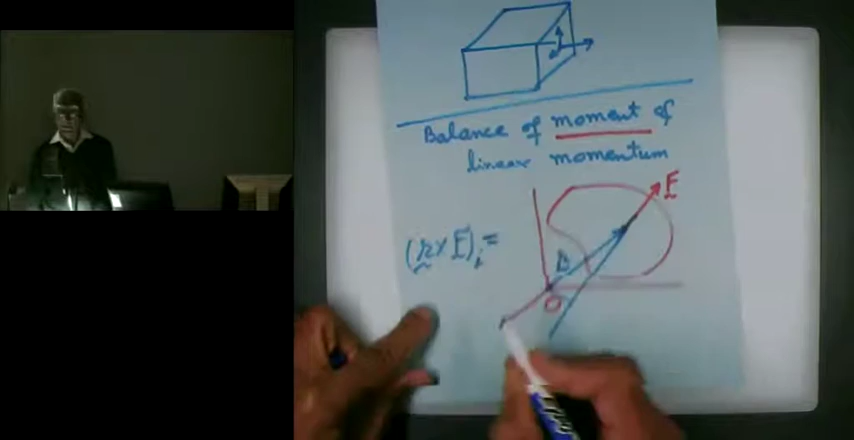 Balance of moment of
linear momentum
F
(r×F)i =
r
O